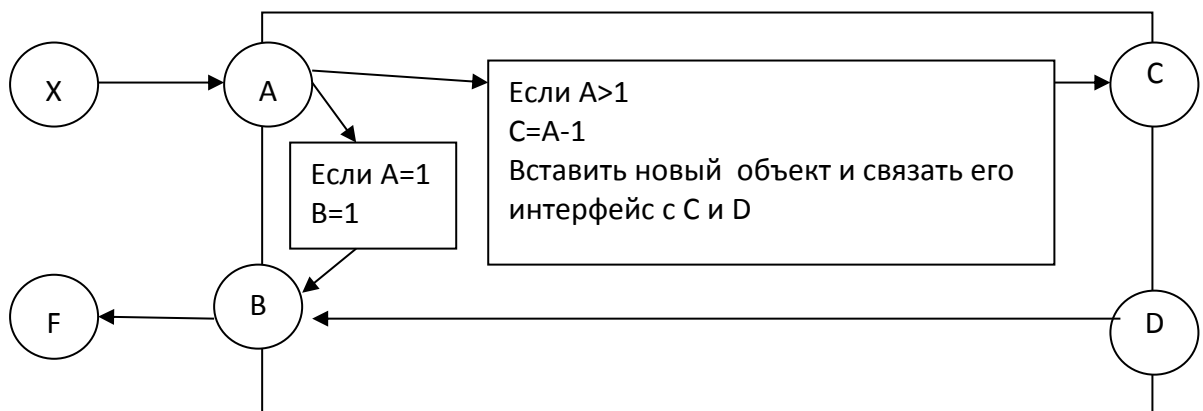 X
A
Если A>1
C=A-1
Вставить новый объект и связать его
интерфейс с C и D
C
Если A=1
B=1
F
B
D